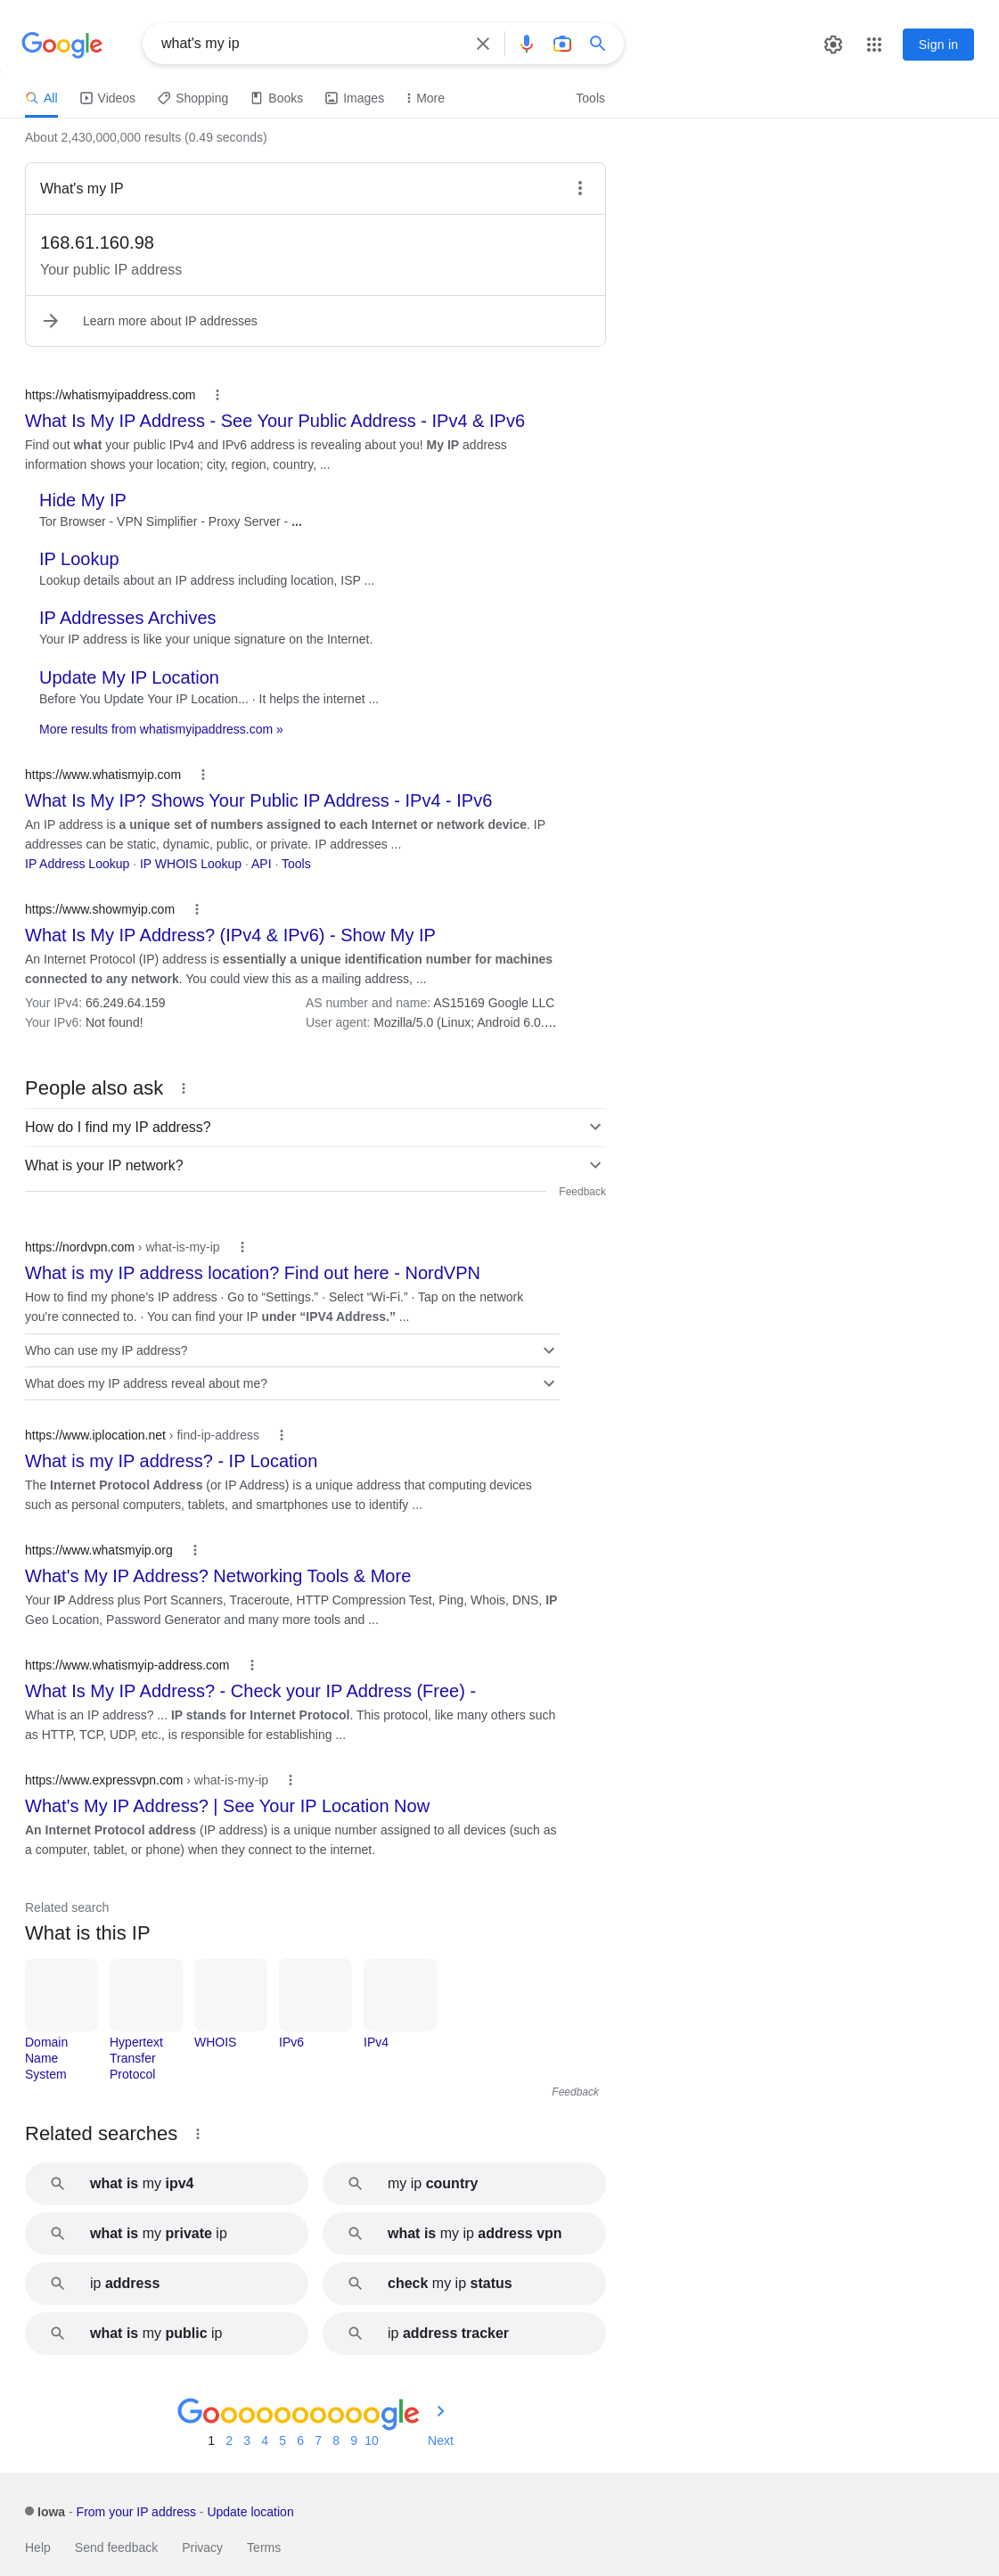 Google
what's my ip
Sign in
All
Videos
Shopping
Books
Images
More
Tools
About 2,430,000,000 results (0.49 seconds)
What's my IP
168.61.160.98
Your public IP address
Learn more about IP addresses
https://whatismyipaddress.com
What Is My IP Address - See Your Public Address - IPv4 & IPv6
Find out what your public IPv4 and IPv6 address is revealing about you! My IP address
information shows your location; city, region, country, ...
Hide My IP
Tor Browser - VPN Simplifier - Proxy Server - ...
IP Lookup
Lookup details about an IP address including location, ISP ...
IP Addresses Archives
Your IP address is like your unique signature on the Internet.
Update My IP Location
Before You Update Your IP Location... · It helps the internet ...
More results from whatismyipaddress.com »
https://www.whatismyip.com
What Is My IP? Shows Your Public IP Address - IPv4 - IPv6
An IP address is a unique set of numbers assigned to each Internet or network device. IP
addresses can be static, dynamic, public, or private. IP addresses ...
IP Address Lookup · IP WHOIS Lookup · API · Tools
https://www.showmyip.com
What Is My IP Address? (IPv4 & IPv6) - Show My IP
An Internet Protocol (IP) address is essentially a unique identification number for machines
connected to any network. You could view this as a mailing address, ...
Your IPv4: 66.249.64.159
AS number and name: AS15169 Google LLC
Your IPv6: Not found!
User agent: Mozilla/5.0 (Linux; Android 6.0....
People also ask
How do I find my IP address?
What is your IP network?
Feedback
https://nordvpn.com › what-is-my-ip
What is my IP address location? Find out here - NordVPN
How to find my phone's IP address · Go to “Settings.” · Select “Wi-Fi.” · Tap on the network
you're connected to. · You can find your IP under “IPV4 Address.” ...
Who can use my IP address?
What does my IP address reveal about me?
https://www.iplocation.net › find-ip-address
What is my IP address? - IP Location
The Internet Protocol Address (or IP Address) is a unique address that computing devices
such as personal computers, tablets, and smartphones use to identify ...
https://www.whatsmyip.org
What's My IP Address? Networking Tools & More
Your IP Address plus Port Scanners, Traceroute, HTTP Compression Test, Ping, Whois, DNS, IP
Geo Location, Password Generator and many more tools and ...
https://www.whatismyip-address.com
What Is My IP Address? - Check your IP Address (Free) -
What is an IP address? ... IP stands for Internet Protocol. This protocol, like many others such
as HTTP, TCP, UDP, etc., is responsible for establishing ...
https://www.expressvpn.com › what-is-my-ip
What's My IP Address? | See Your IP Location Now
An Internet Protocol address (IP address) is a unique number assigned to all devices (such as
a computer, tablet, or phone) when they connect to the internet.
Related search
What is this IP
Domain
Name
System
Hypertext
Transfer
Protocol
WHOIS
IPv6
IPv4
Feedback
Related searches
what is my ipv4
my ip country
what is my private ip
what is my ip address vpn
ip address
check my ip status
what is my public ip
ip address tracker
Goooooooooogle
1 2 3 4 5 6 7 8 9 10 Next
Iowa - From your IP address - Update location
Help Send feedback Privacy Terms